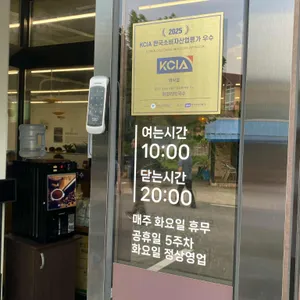 2025
KCIA 한국소비자산업평가 우수
KCIA
여는시간
10:00
닫는시간
20:00
매주 화요일 휴무
공휴일 5주차
화요일 정상영업